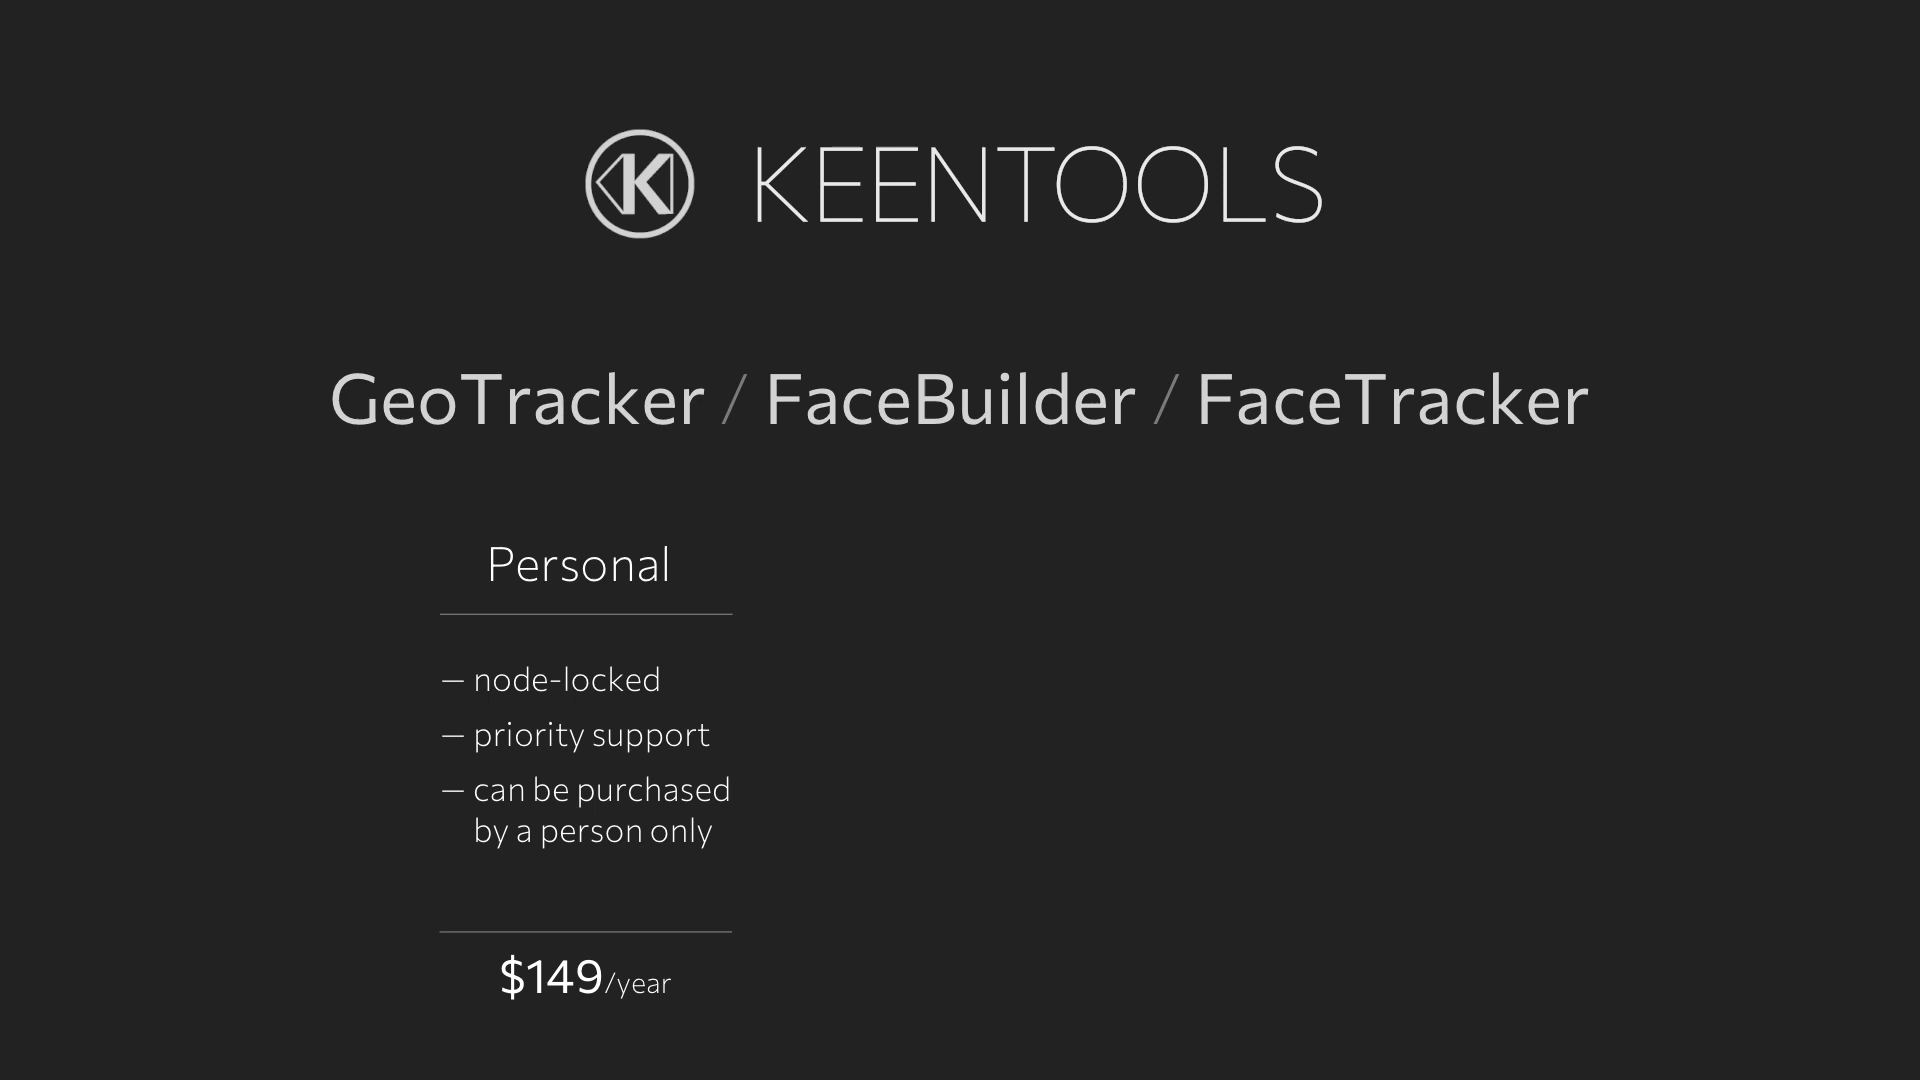 K KEENTOOLS
GeoTracker / FaceBuilder / FaceTracker
Personal
— node-locked
— priority support
— can be purchased
by a person only
$149/year